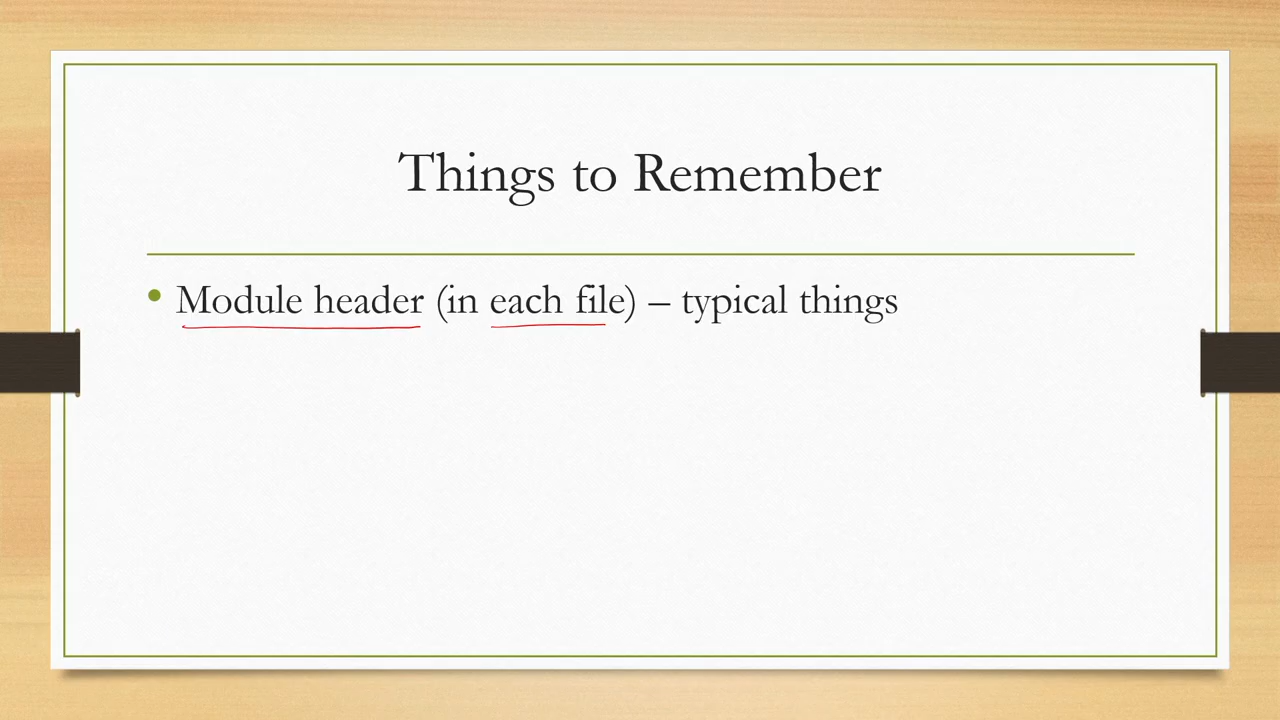 Things to Remember
Module header (in each file) – typical things